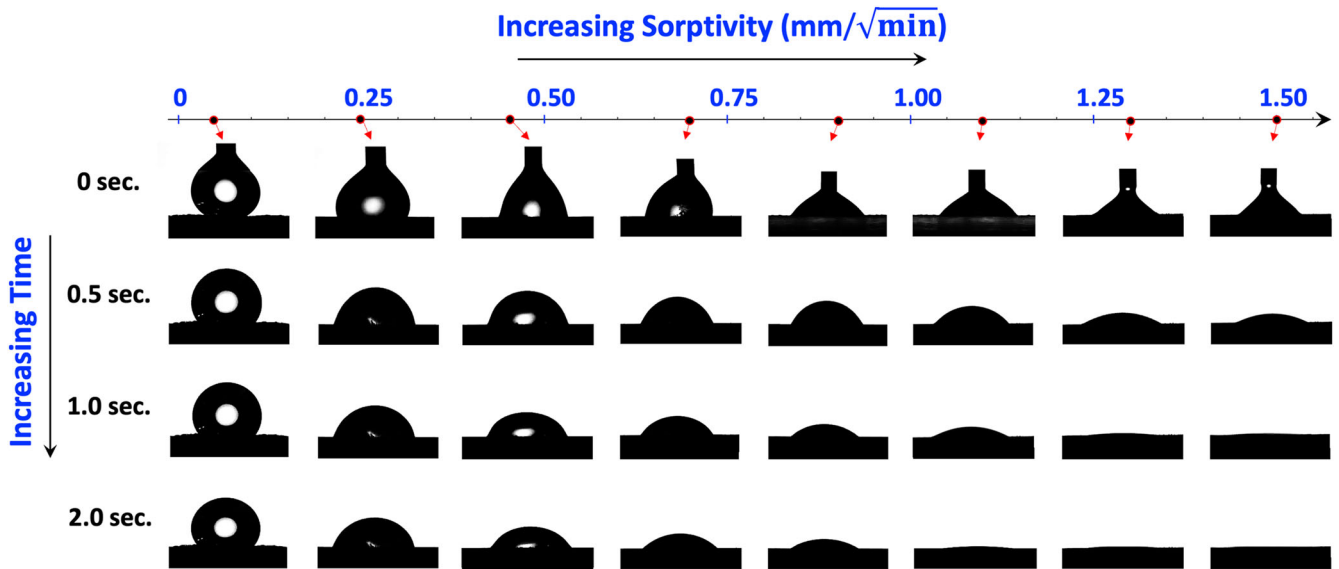 Increasing Sorptivity (mm/√min)
0 0.25 0.50 0.75 1.00 1.25 1.50
0 sec.
0.5 sec.
1.0 sec.
2.0 sec.
Increasing Time